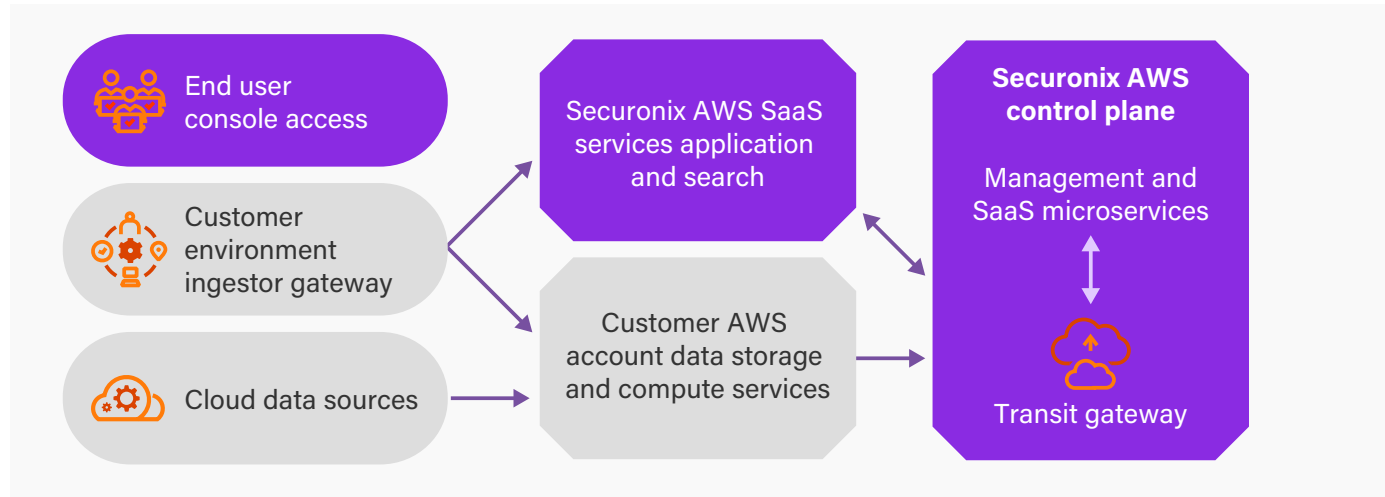 End user
console access
Customer
environment
ingestor gateway
Cloud data sources
Securonix AWS SaaS
services application
and search
Customer AWS
account data storage
and compute services
Securonix AWS
control plane
Management and
SaaS microservices
Transit gateway